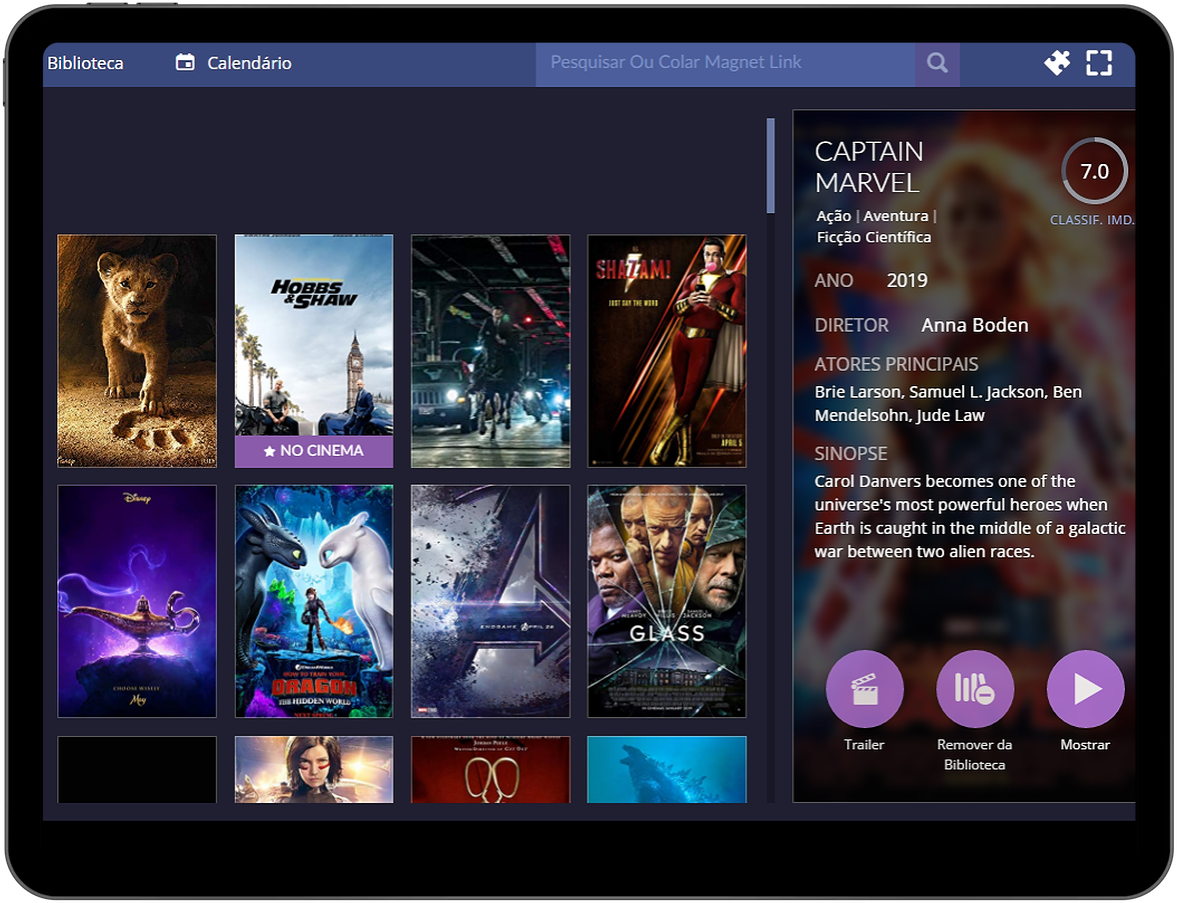 Biblioteca
Calendário
Pesquisar Ou Colar Magnet Link
CAPTAIN
MARVEL
7.0
CLASSIF. IMD.
Ação | Aventura |
Ficção Científica
ANO 2019
DIRETOR Anna Boden
ATORES PRINCIPAIS
Brie Larson, Samuel L. Jackson, Ben
Mendelsohn, Jude Law
SINOPSE
Carol Danvers becomes one of the
universe's most powerful heroes when
Earth is caught in the middle of a galactic
war between two alien races.
Trailer
Remover da
Biblioteca
Mostrar
HOBBS
& SHAW
NO CINEMA
SHAZAM!
JUST SAY THE WORD
APRIL 5
Disney
CHOOSE WISELY
May
HOW TO TRAIN YOUR
DRAGON
THE HIDDEN WORLD
ENDGAME APRIL 26
JACKSON
GLASS